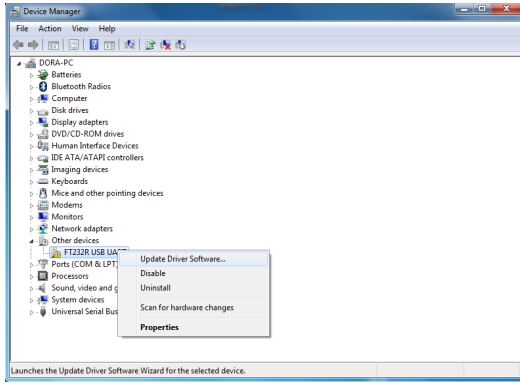 Device Manager
File Action View Help
DORA-PC
Batteries
Bluetooth Radios
Computer
Disk drives
Display adapters
DVD/CD-ROM drives
Human Interface Devices
IDE ATA/ATAPI controllers
Imaging devices
Keyboards
Mice and other pointing devices
Modems
Monitors
Network adapters
Other devices
FT232R USB UART
Ports (COM & LPT)
Processors
Sound, video and g
System devices
Universal Serial Bus
Update Driver Software...
Disable
Uninstall
Scan for hardware changes
Properties
Launches the Update Driver Software Wizard for the selected device.